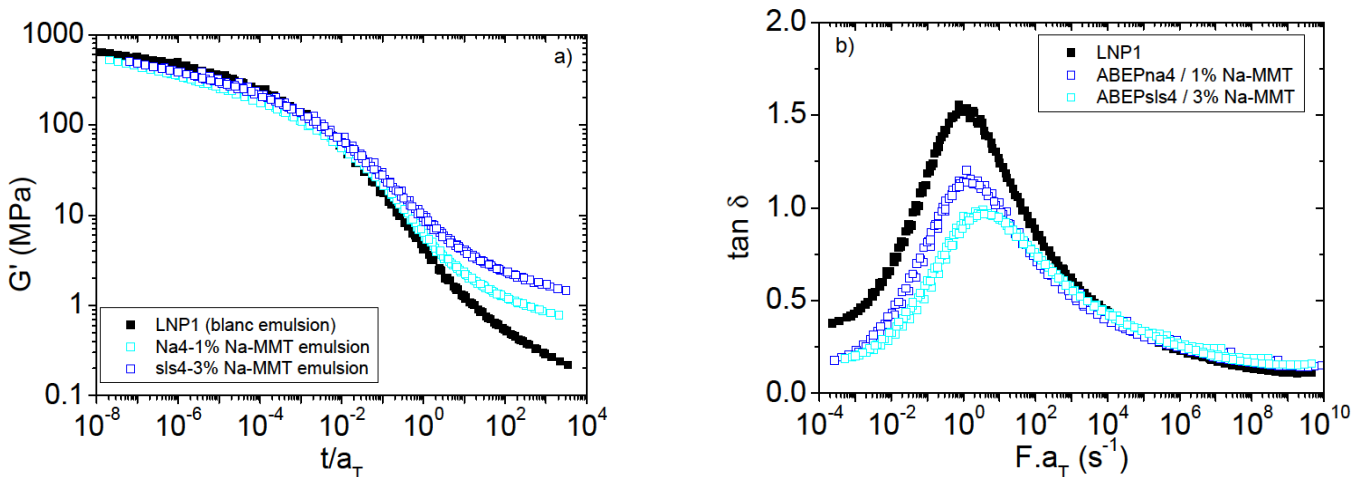 a)
G' (MPa)
1000
100
10
1
0.1
LNP1 (blanc emulsion)
Na4-1% Na-MMT emulsion
sls4-3% Na-MMT emulsion
10⁻⁸ 10⁻⁶ 10⁻⁴ 10⁻² 10⁰ 10² 10⁴
t/a_T
b)
tan δ
2.0
1.5
1.0
0.5
0.0
LNP1
ABEPna4 / 1% Na-MMT
ABEPsls4 / 3% Na-MMT
10⁻⁴ 10⁻² 10⁰ 10² 10⁴ 10⁶ 10⁸ 10¹⁰
F.a_T (s⁻¹)